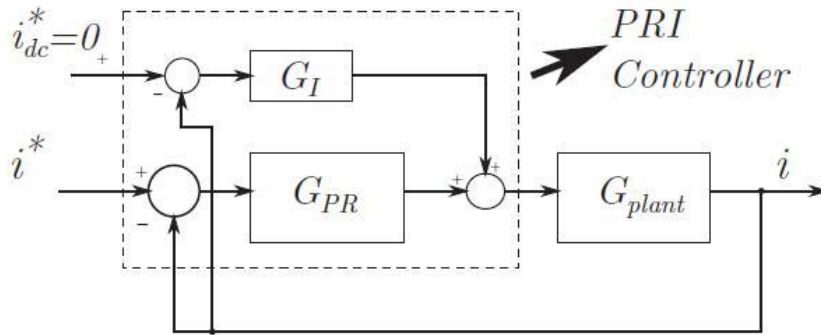 i*dc=0 + PRI
Controller
- G_I
i* + G_PR + + G_plant i
-